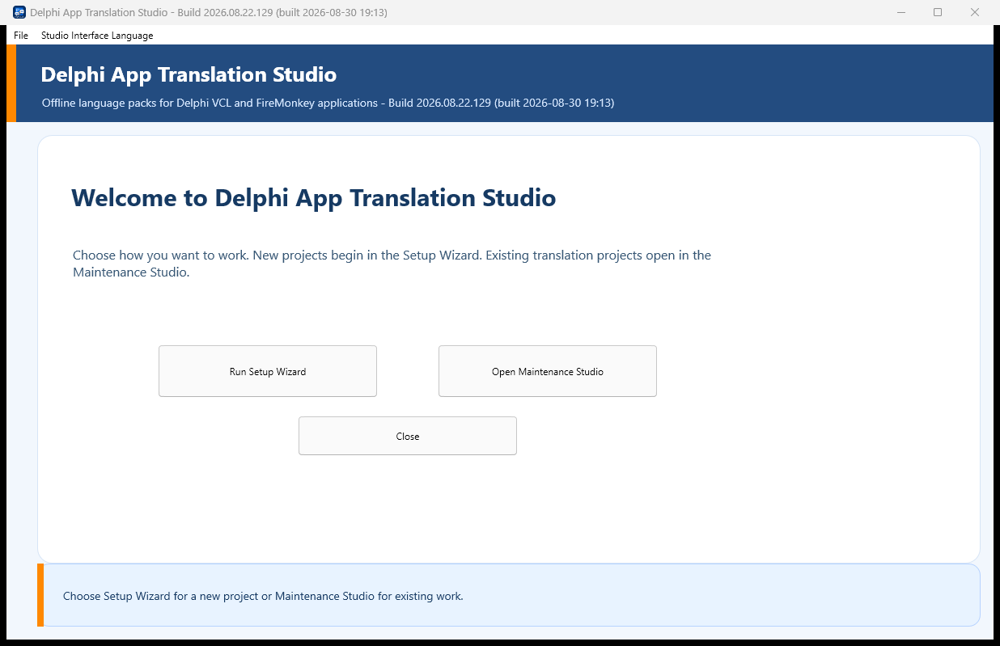 Delphi App Translation Studio - Build 2026.08.22.129 (built 2026-08-30 19:13)
File Studio Interface Language
Delphi App Translation Studio
Offline language packs for Delphi VCL and FireMonkey applications - Build 2026.08.22.129 (built 2026-08-30 19:13)
Welcome to Delphi App Translation Studio
Choose how you want to work. New projects begin in the Setup Wizard. Existing translation projects open in the
Maintenance Studio.
Run Setup Wizard Open Maintenance Studio
Close
Choose Setup Wizard for a new project or Maintenance Studio for existing work.